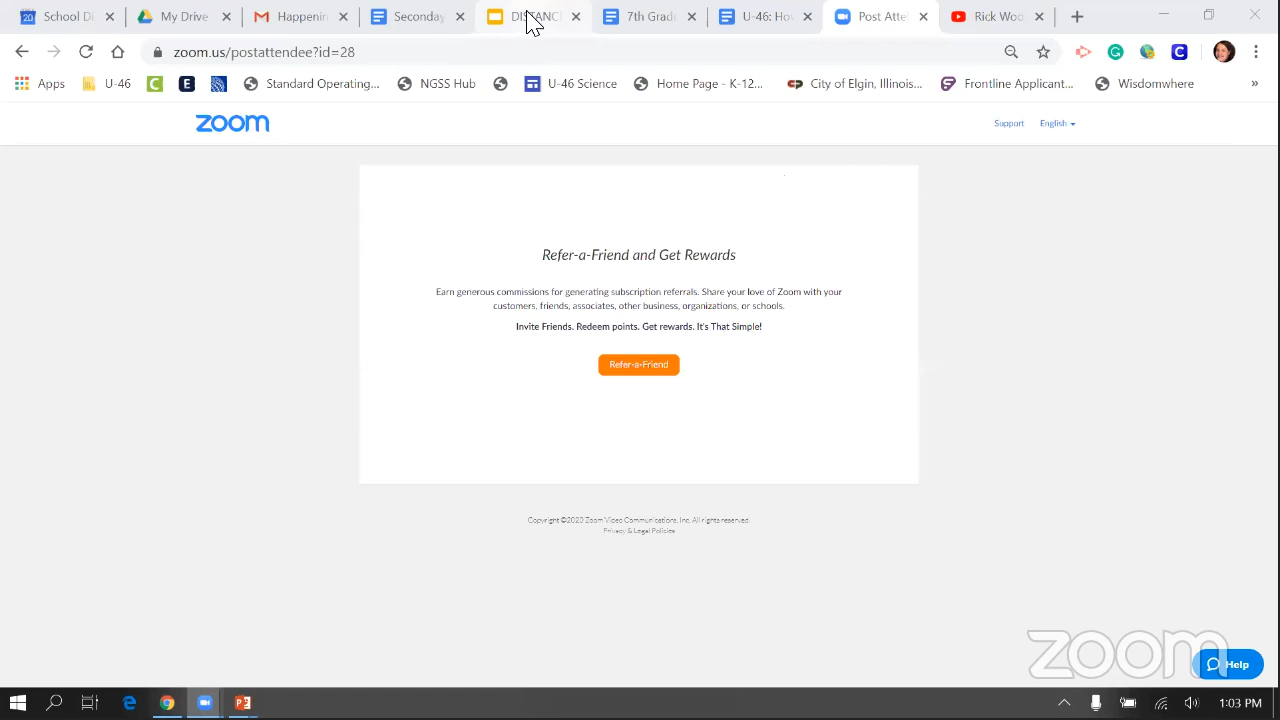 School D
My Drive
Happenin
Seconday
DISTANC
7th Grad
U-46: Ho
Post Atte
Rick Woo
zoom.us/postattendee?id=28
Apps
U-46
Standard Operating...
NGSS Hub
U-46 Science
Home Page - K-12...
City of Elgin, Illinois...
Frontline Applicant...
Wisdomwhere
»
zoom
Support
English
Refer-a-Friend and Get Rewards
Earn generous commissions for generating subscription referrals. Share your love of Zoom with your
customers, friends, associates, other business, organizations, or schools.
Invite Friends. Redeem points. Get rewards. It's That Simple!
Refer-a-Friend
Copyright ©2020 Zoom Video Communications, Inc. All rights reserved.
Privacy & Legal Policies
zoom
Help
1:03 PM